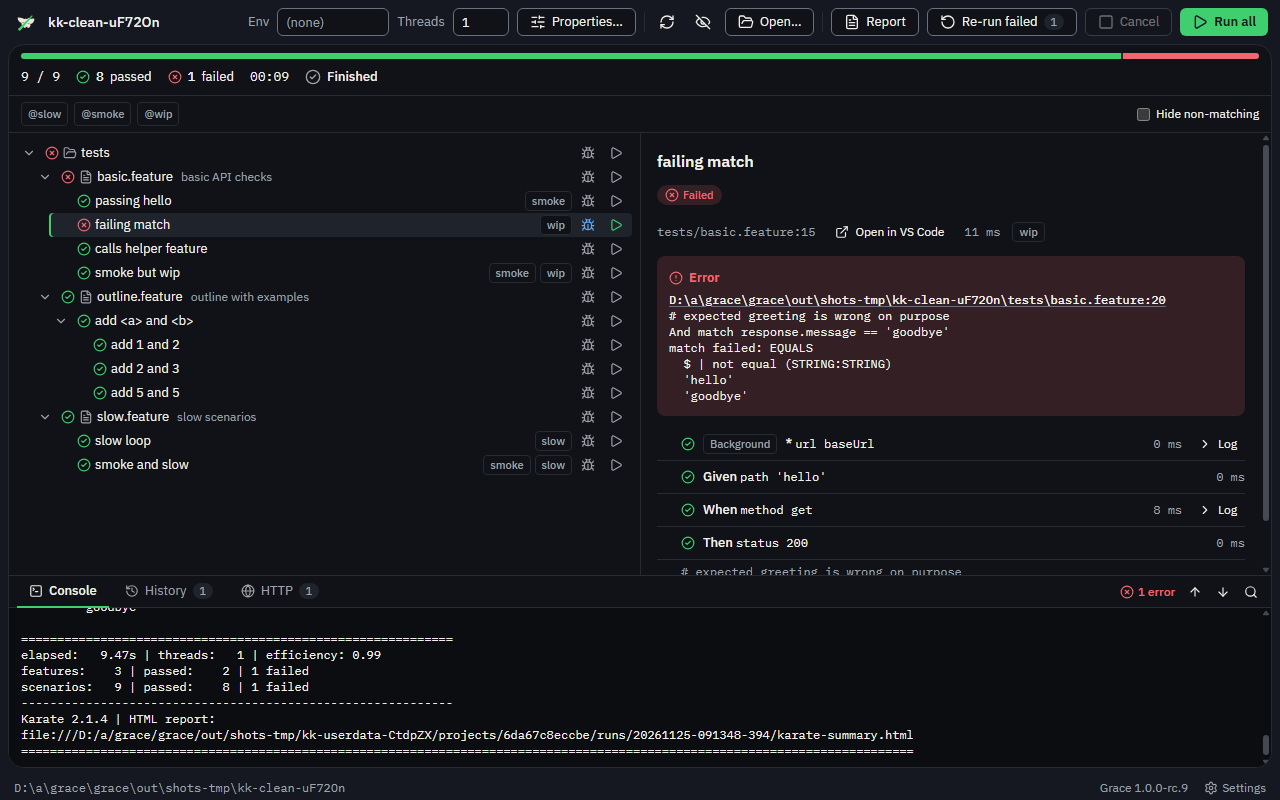 kk-clean-uF72On Env (none) Threads 1 Properties... Open... Report Re-run failed 1 Cancel Run all
9 / 9 8 passed 1 failed 00:09 Finished
@slow @smoke @wip Hide non-matching
tests
basic.feature basic API checks
passing hello smoke
failing match wip
calls helper feature
smoke but wip smoke wip
outline.feature outline with examples
add <a> and <b>
add 1 and 2
add 2 and 3
add 5 and 5
slow.feature slow scenarios
slow loop slow
smoke and slow smoke slow
failing match
Failed
tests/basic.feature:15 Open in VS Code 11 ms wip
Error
D:\a\grace\grace\out\shots-tmp\kk-clean-uF72On\tests\basic.feature:20
# expected greeting is wrong on purpose
And match response.message == 'goodbye'
match failed: EQUALS
$ | not equal (STRING:STRING)
'hello'
'goodbye'
Background * url baseUrl 0 ms Log
Given path 'hello' 0 ms
When method get 8 ms Log
Then status 200 0 ms
# expected greeting is wrong on purpose
Console History 1 HTTP 1 1 error
'goodbye'
============================================================
elapsed: 9.47s | threads: 1 | efficiency: 0.99
features: 3 | passed: 2 | 1 failed
scenarios: 9 | passed: 8 | 1 failed
------------------------------------------------------------
Karate 2.1.4 | HTML report:
file:///D:/a/grace/grace/out/shots-tmp/kk-userdata-CtdpZX/projects/6da67c8eccbe/runs/20261125-091348-394/karate-summary.html
============================================================================================================================
D:\a\grace\grace\out\shots-tmp\kk-clean-uF72On Grace 1.0.0-rc.9 Settings